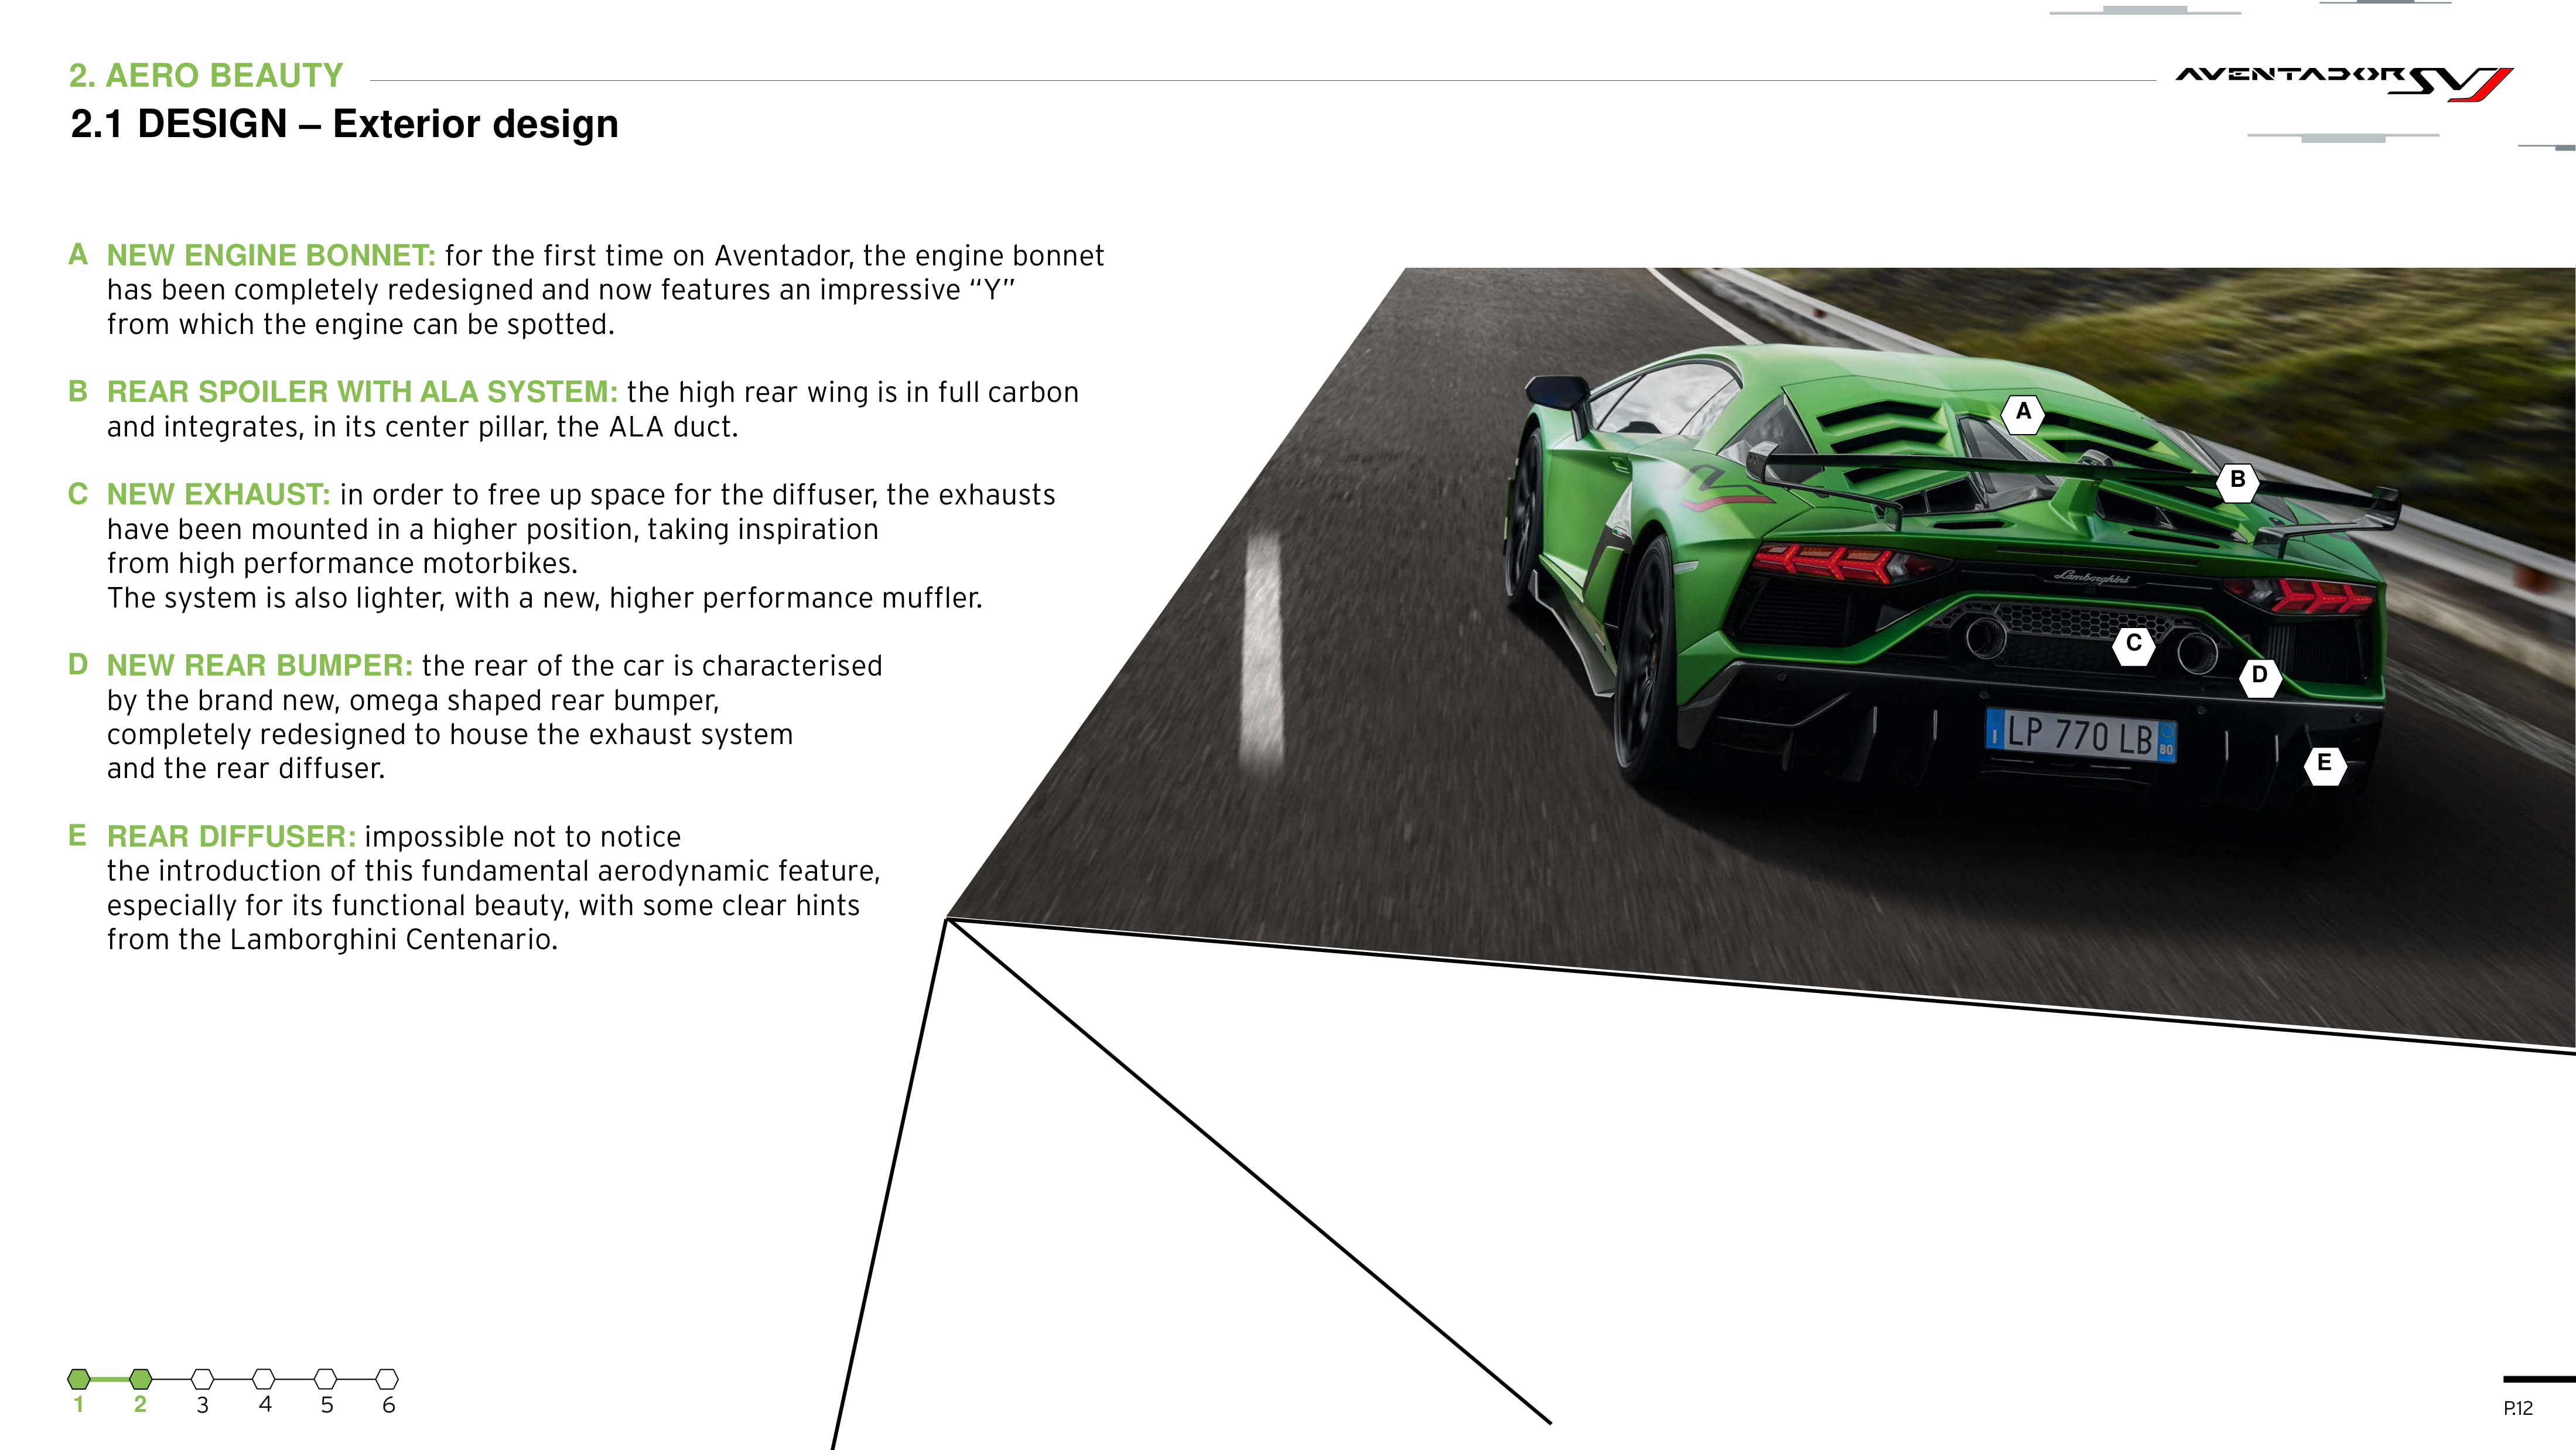 2. AERO BEAUTY
AVENTADOR SVJ
2.1 DESIGN – Exterior design
A NEW ENGINE BONNET: for the first time on Aventador, the engine bonnet
has been completely redesigned and now features an impressive “Y”
from which the engine can be spotted.
B REAR SPOILER WITH ALA SYSTEM: the high rear wing is in full carbon
and integrates, in its center pillar, the ALA duct.
C NEW EXHAUST: in order to free up space for the diffuser, the exhausts
have been mounted in a higher position, taking inspiration
from high performance motorbikes.
The system is also lighter, with a new, higher performance muffler.
D NEW REAR BUMPER: the rear of the car is characterised
by the brand new, omega shaped rear bumper,
completely redesigned to house the exhaust system
and the rear diffuser.
E REAR DIFFUSER: impossible not to notice
the introduction of this fundamental aerodynamic feature,
especially for its functional beauty, with some clear hints
from the Lamborghini Centenario.
A
B
Lamborghini
C
D
I LP 770 LB BO
E
1 2 3 4 5 6
P.12